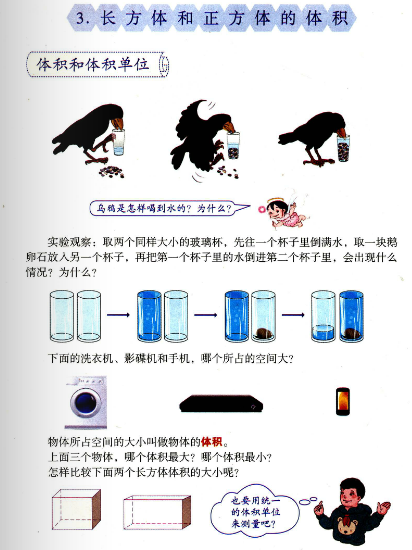 3. 长方体和正方体的体积
体积和体积单位
乌鸦是怎样喝到水的？为什么？
实验观察：取两个同样大小的玻璃杯，先往一个杯子里倒满水，取一块鹅
卵石放入另一个杯子，再把第一个杯子里的水倒进第二个杯子里，会出现什么
情况？为什么？
下面的洗衣机、影碟机和手机，哪个所占的空间大？
物体所占空间的大小叫做物体的体积。
上面三个物体，哪个体积最大？哪个体积最小？
怎样比较下面两个长方体体积的大小呢？
也要用统一
的体积单位
来测量吧？